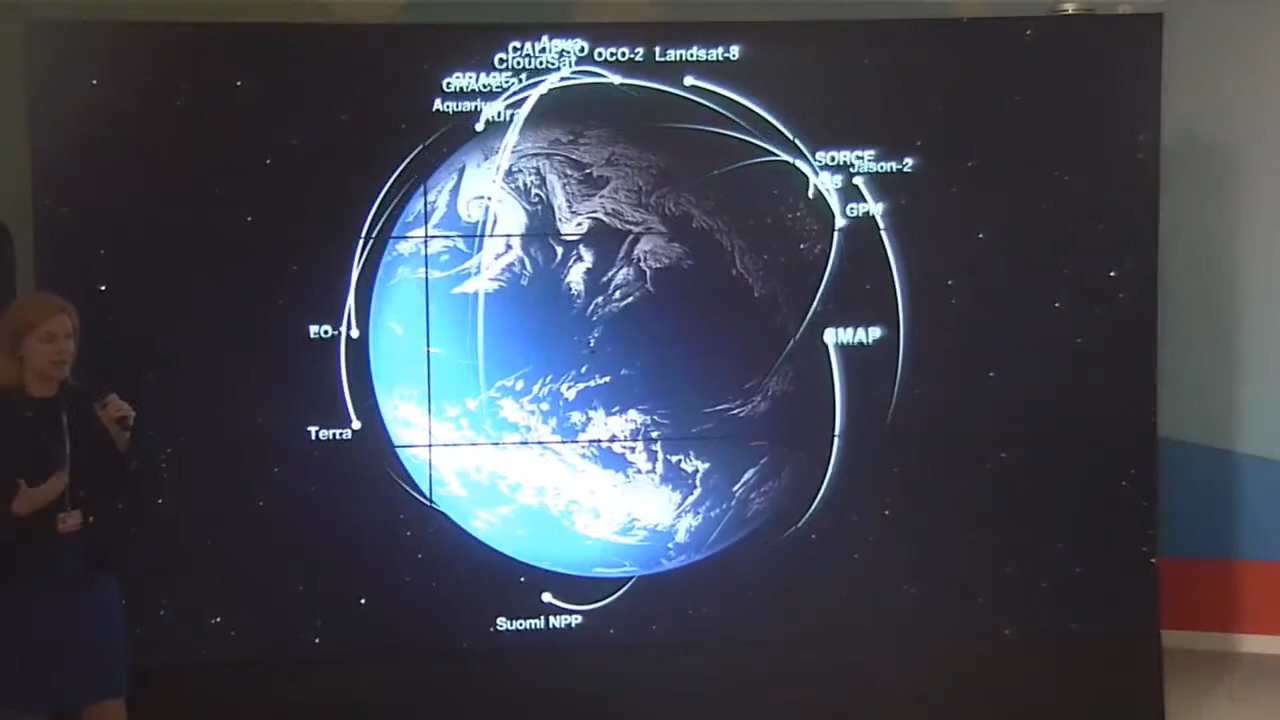 Aqua
CALIPSO
CloudSat
OCO-2
Landsat-8
GRACE-1
GRACE-2
Aquarius
Aura
SORCE
Jason-2
GPM
EO-1
SMAP
Terra
Suomi NPP